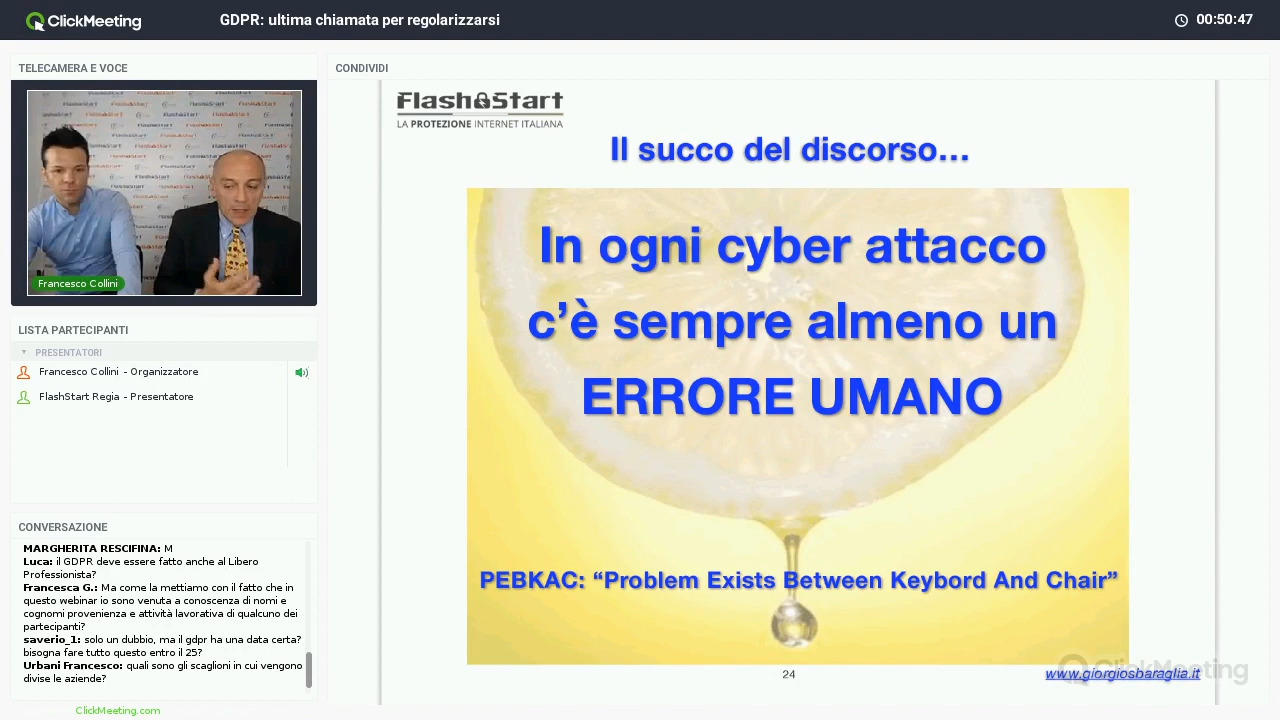 ClickMeeting
GDPR: ultima chiamata per regolarizzarsi
00:50:47
TELECAMERA E VOCE
Francesco Collini
LISTA PARTECIPANTI
PRESENTATORI
Francesco Collini - Organizzatore
FlashStart Regia - Presentatore
CONVERSAZIONE
MARGHERITA RESCIFINA: M
Luca: il GDPR deve essere fatto anche al Libero
Professionista?
Francesca G.: Ma come la mettiamo con il fatto che in
questo webinar io sono venuta a conoscenza di nomi e
cognomi provenienza e attività lavorativa di qualcuno dei
partecipanti?
saverio_1: solo un dubbio, ma il gdpr ha una data certa?
bisogna fare tutto questo entro il 25?
Urbani Francesco: quali sono gli scaglioni in cui vengono
divise le aziende?
ClickMeeting.com
CONDIVIDI
Flash Start
LA PROTEZIONE INTERNET ITALIANA
Il succo del discorso...
In ogni cyber attacco
c'è sempre almeno un
ERRORE UMANO
PEBKAC: “Problem Exists Between Keybord And Chair”
24
www.giorgiosbaraglia.it
ClickMeeting